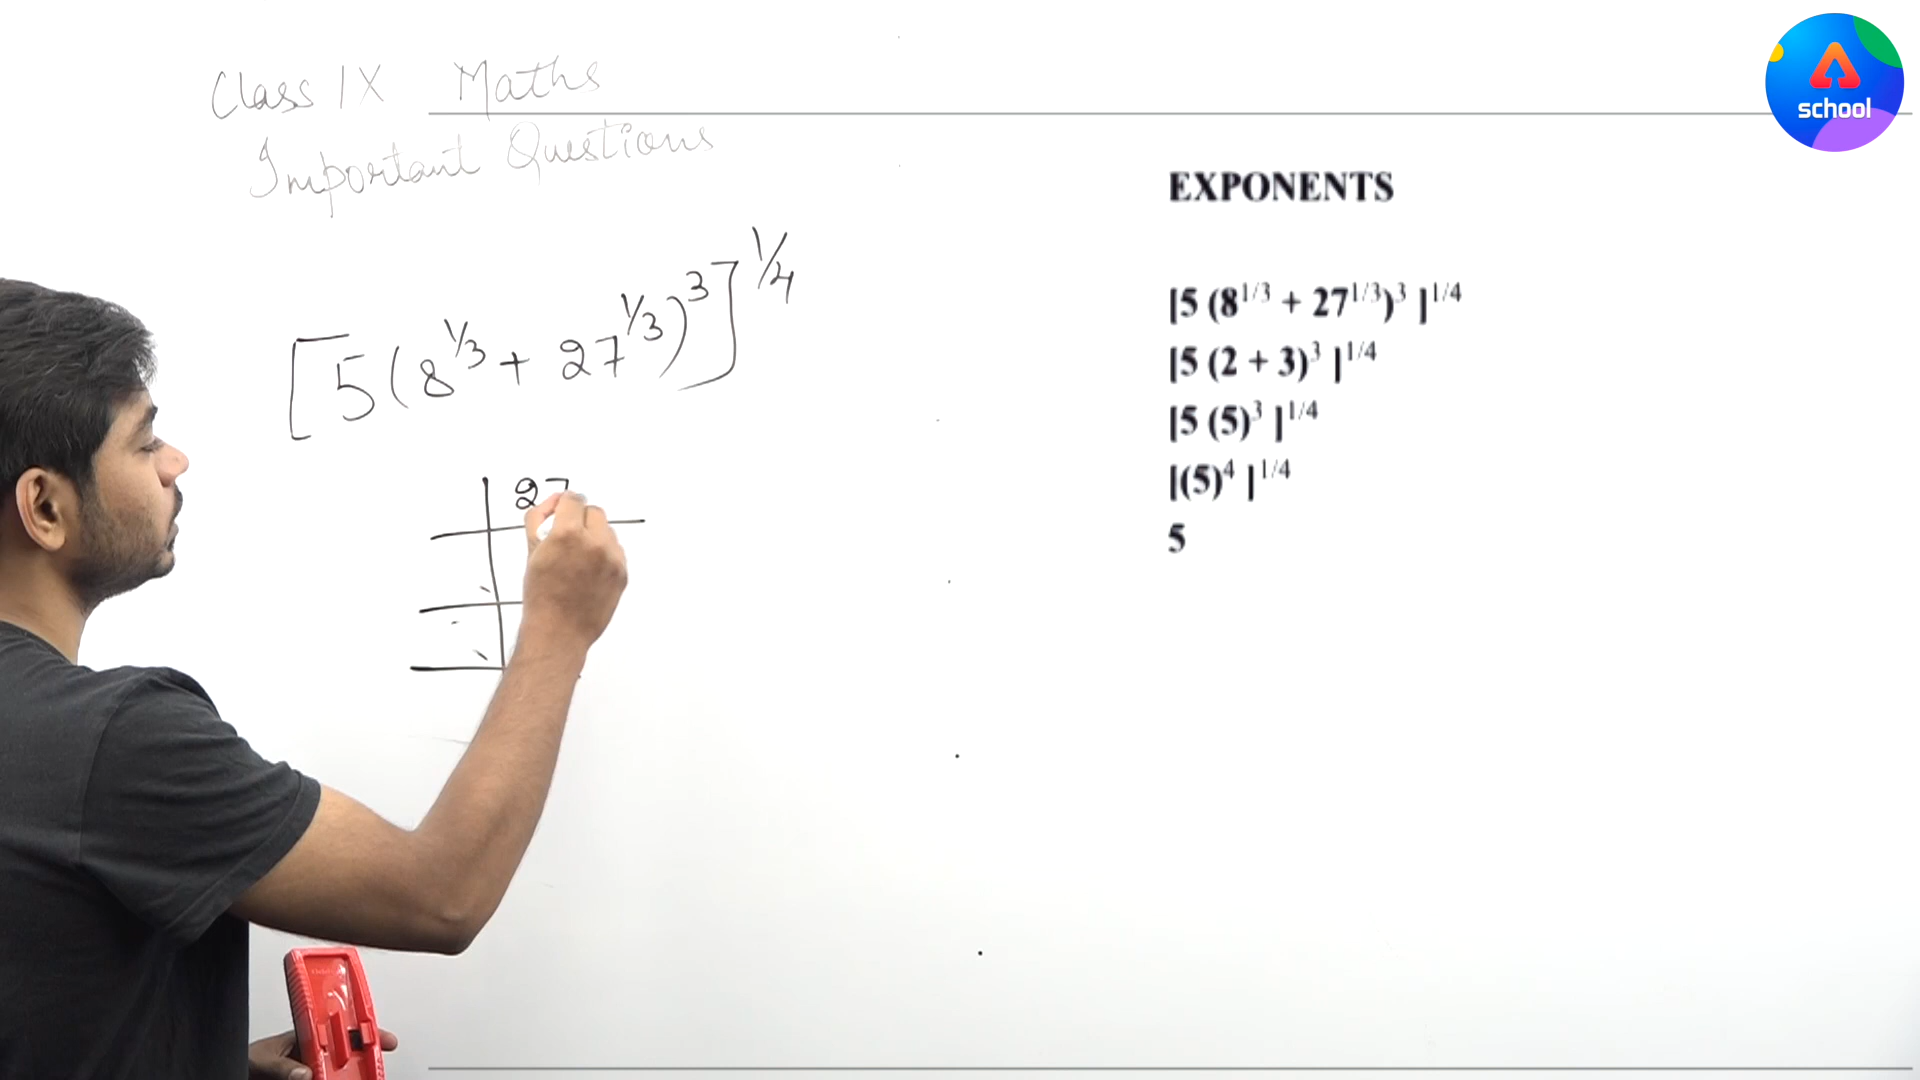 Class IX Maths
Important Questions
[5(8^1/3 + 27^1/3)^3]^1/4
27
school
EXPONENTS
[5 (8^1/3 + 27^1/3)^3 ]^1/4
[5 (2 + 3)^3 ]^1/4
[5 (5)^3 ]^1/4
[(5)^4 ]^1/4
5